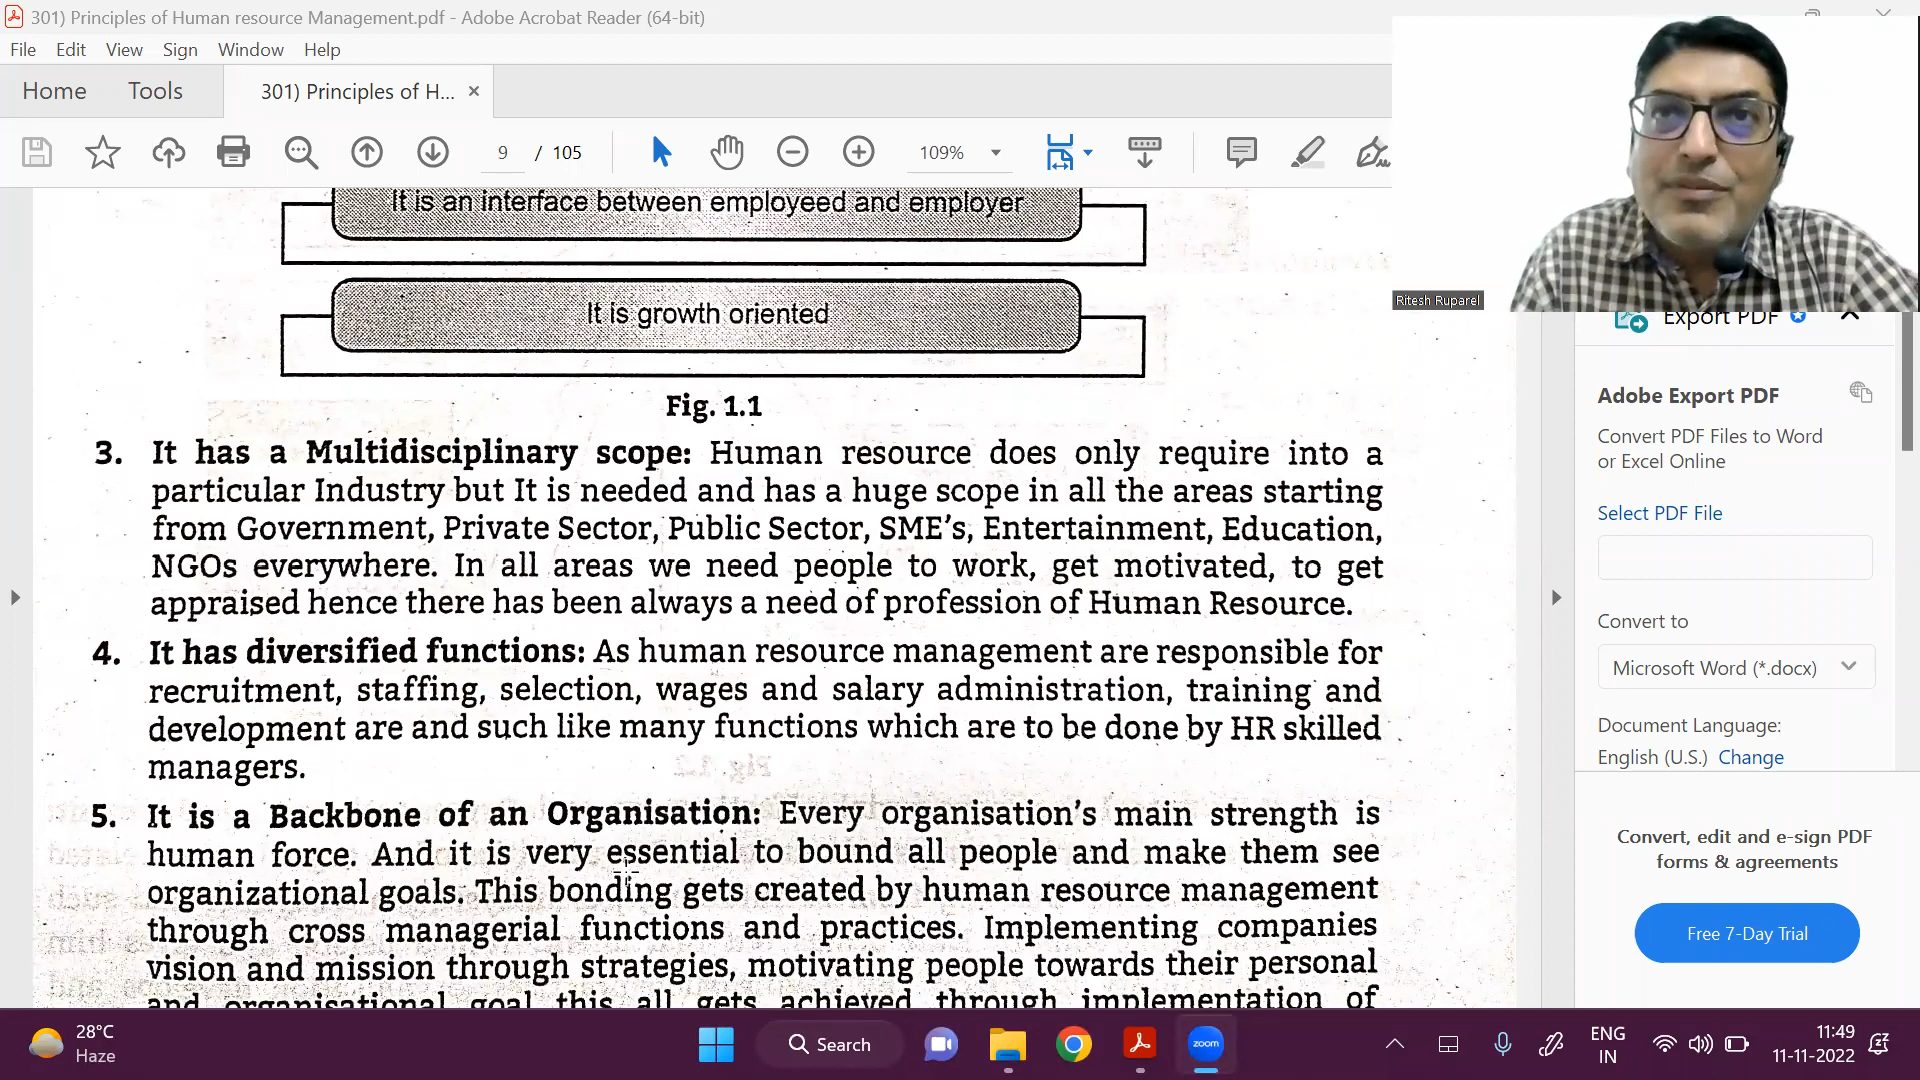 301) Principles of Human resource Management.pdf - Adobe Acrobat Reader (64-bit)
File Edit View Sign Window Help
Home Tools 301) Principles of H...
9 / 105 109%
It is an interface between employeed and employer
It is growth oriented
Fig. 1.1
3. It has a Multidisciplinary scope: Human resource does only require into a
particular Industry but It is needed and has a huge scope in all the areas starting
from Government, Private Sector, Public Sector, SME's, Entertainment, Education,
NGOs everywhere. In all areas we need people to work, get motivated, to get
appraised hence there has been always a need of profession of Human Resource.
4. It has diversified functions: As human resource management are responsible for
recruitment, staffing, selection, wages and salary administration, training and
development are and such like many functions which are to be done by HR skilled
managers.
5. It is a Backbone of an Organisation: Every organisation's main strength is
human force. And it is very essential to bound all people and make them see
organizational goals. This bonding gets created by human resource management
through cross managerial functions and practices. Implementing companies
vision and mission through strategies, motivating people towards their personal
and organisational goal this all gets achieved through implementation of
Ritesh Ruparel
Export PDF
Adobe Export PDF
Convert PDF Files to Word
or Excel Online
Select PDF File
Convert to
Microsoft Word (*.docx)
Document Language:
English (U.S.) Change
Convert, edit and e-sign PDF
forms & agreements
Free 7-Day Trial
28°C
Haze
Search
zoom
ENG
IN
11:49
11-11-2022